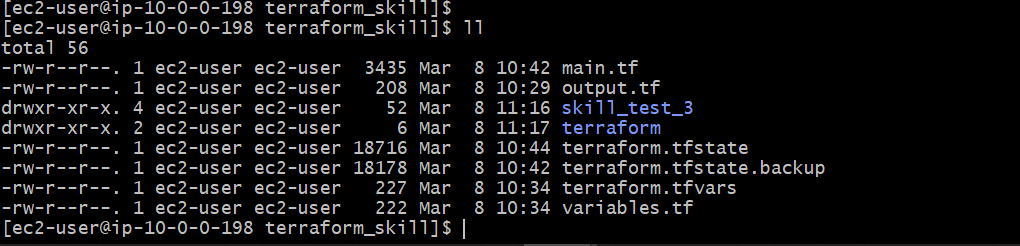 [ec2-user@ip-10-0-0-198 terraform_skill]$
[ec2-user@ip-10-0-0-198 terraform_skill]$ ll
total 56
-rw-r--r--. 1 ec2-user ec2-user  3435 Mar  8 10:42 main.tf
-rw-r--r--. 1 ec2-user ec2-user   208 Mar  8 10:29 output.tf
drwxr-xr-x. 4 ec2-user ec2-user    52 Mar  8 11:16 skill_test_3
drwxr-xr-x. 2 ec2-user ec2-user     6 Mar  8 11:17 terraform
-rw-r--r--. 1 ec2-user ec2-user 18716 Mar  8 10:44 terraform.tfstate
-rw-r--r--. 1 ec2-user ec2-user 18178 Mar  8 10:42 terraform.tfstate.backup
-rw-r--r--. 1 ec2-user ec2-user   227 Mar  8 10:34 terraform.tfvars
-rw-r--r--. 1 ec2-user ec2-user   222 Mar  8 10:34 variables.tf
[ec2-user@ip-10-0-0-198 terraform_skill]$